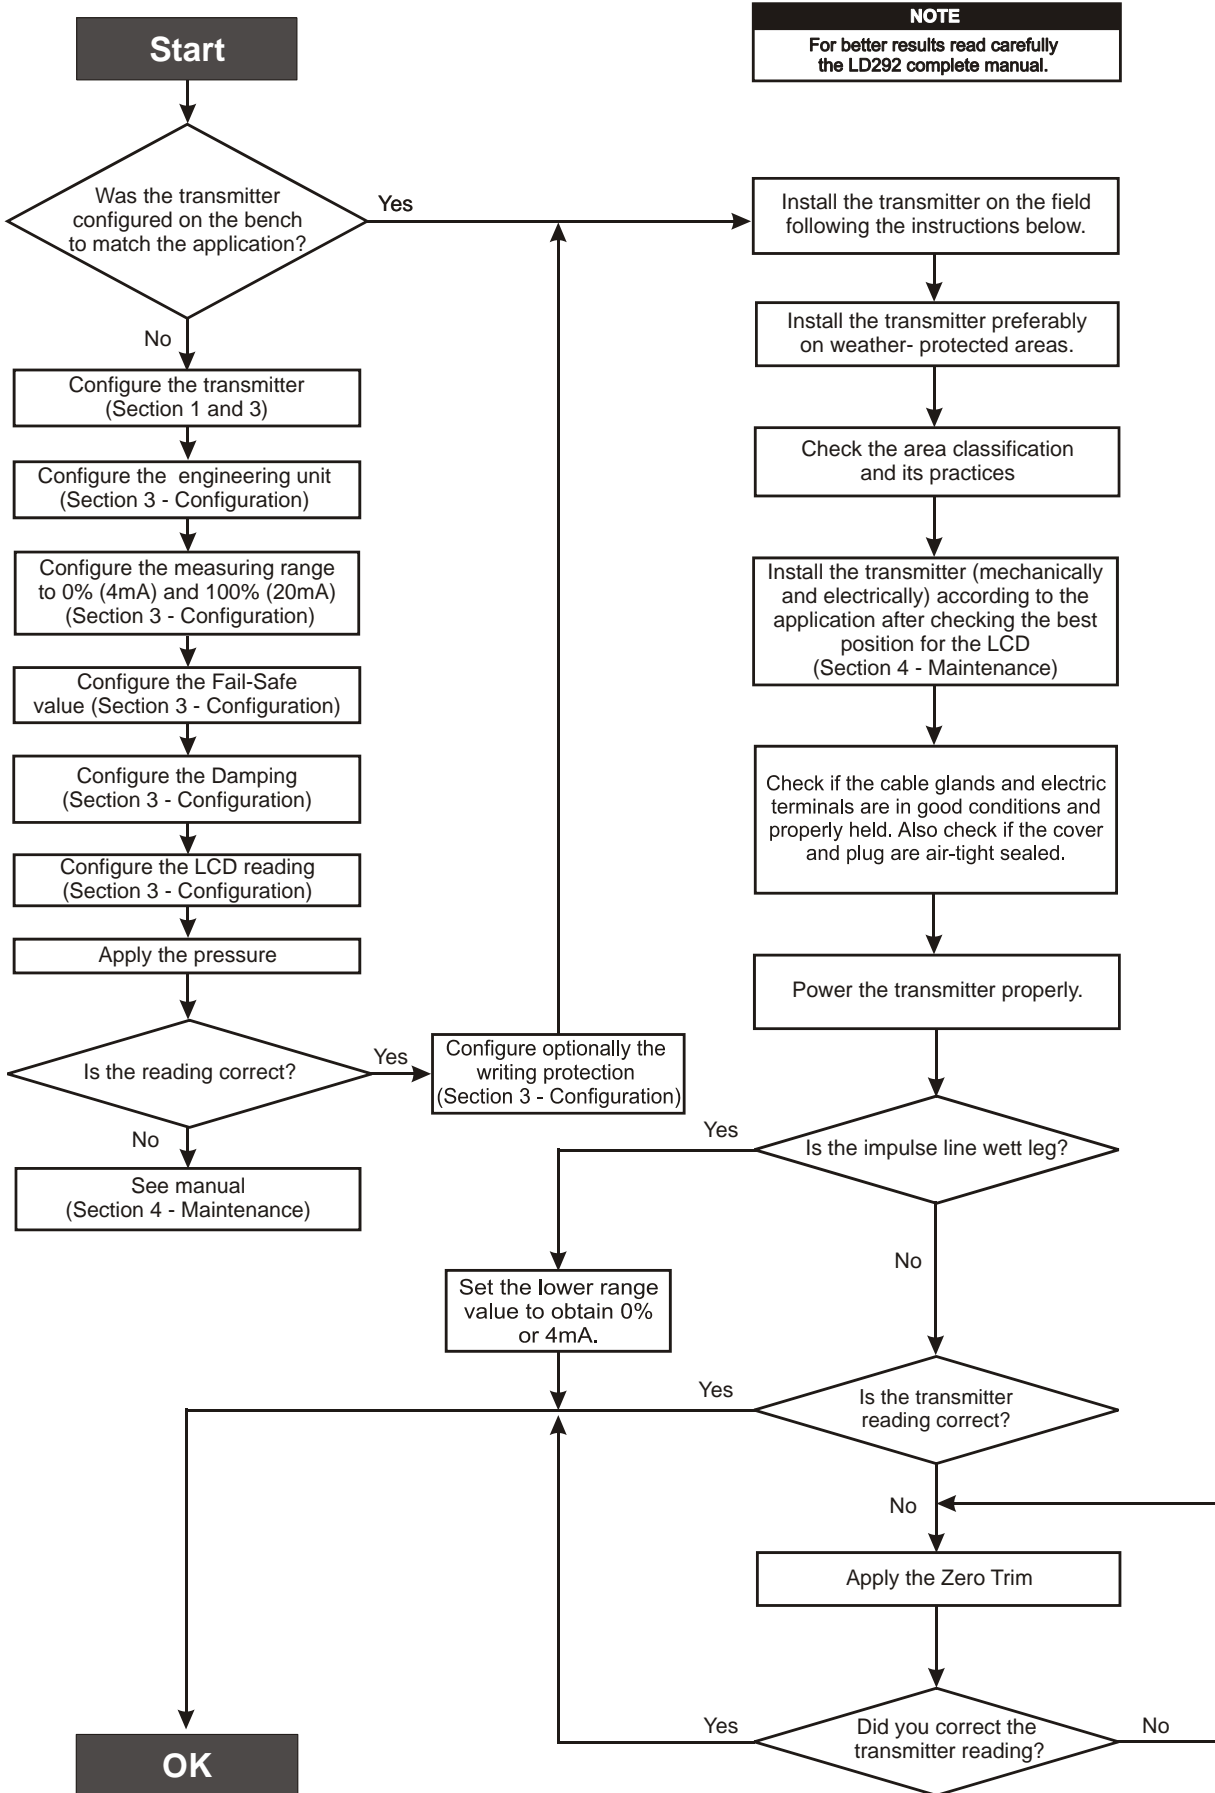 Start
NOTE
For better results read carefully
the LD292 complete manual.
Was the transmitter
configured on the bench
to match the application?
Yes
No
Configure the transmitter
(Section 1 and 3)
Configure the engineering unit
(Section 3 - Configuration)
Configure the measuring range
to 0% (4mA) and 100% (20mA)
(Section 3 - Configuration)
Configure the Fail-Safe
value (Section 3 - Configuration)
Configure the Damping
(Section 3 - Configuration)
Configure the LCD reading
(Section 3 - Configuration)
Apply the pressure
Is the reading correct?
Yes
No
See manual
(Section 4 - Maintenance)
Configure optionally the
writing protection
(Section 3 - Configuration)
Install the transmitter on the field
following the instructions below.
Install the transmitter preferably
on weather- protected areas.
Check the area classification
and its practices
Install the transmitter (mechanically
and electrically) according to the
application after checking the best
position for the LCD
(Section 4 - Maintenance)
Check if the cable glands and electric
terminals are in good conditions and
properly held. Also check if the cover
and plug are air-tight sealed.
Power the transmitter properly.
Is the impulse line wett leg?
Yes
No
Set the lower range
value to obtain 0%
or 4mA.
Is the transmitter
reading correct?
Yes
No
Apply the Zero Trim
Did you correct the
transmitter reading?
Yes
No
OK